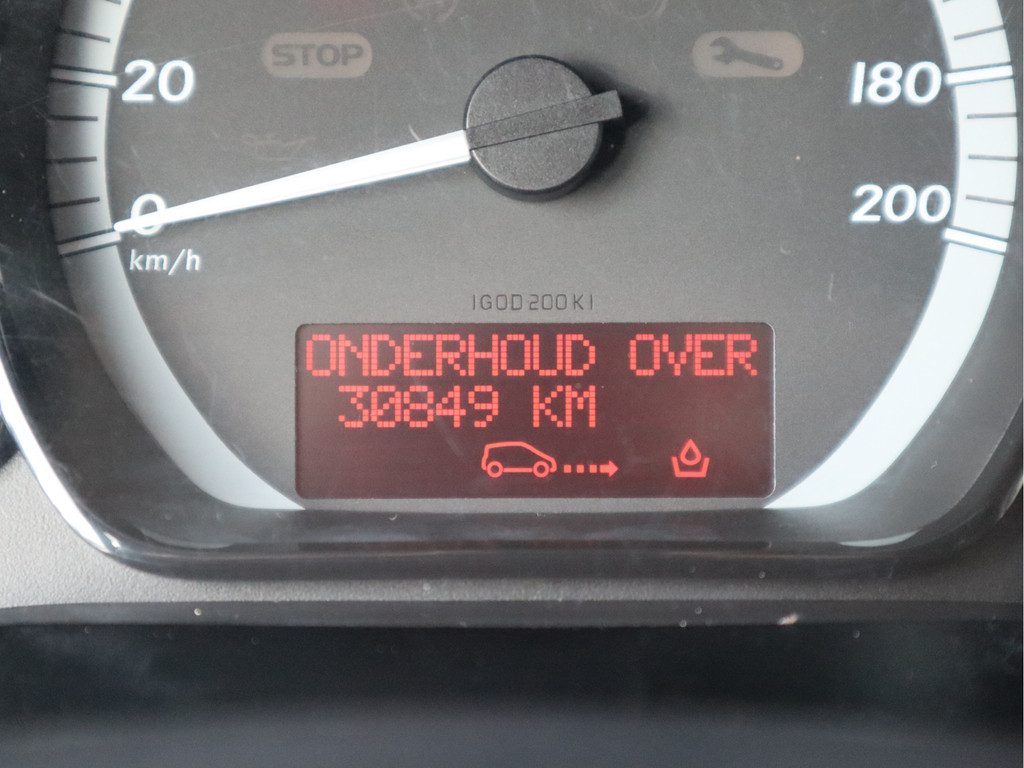 STOP
20
180
0
200
km/h
IGOD200KI
ONDERHOUD OVER
30849 KM